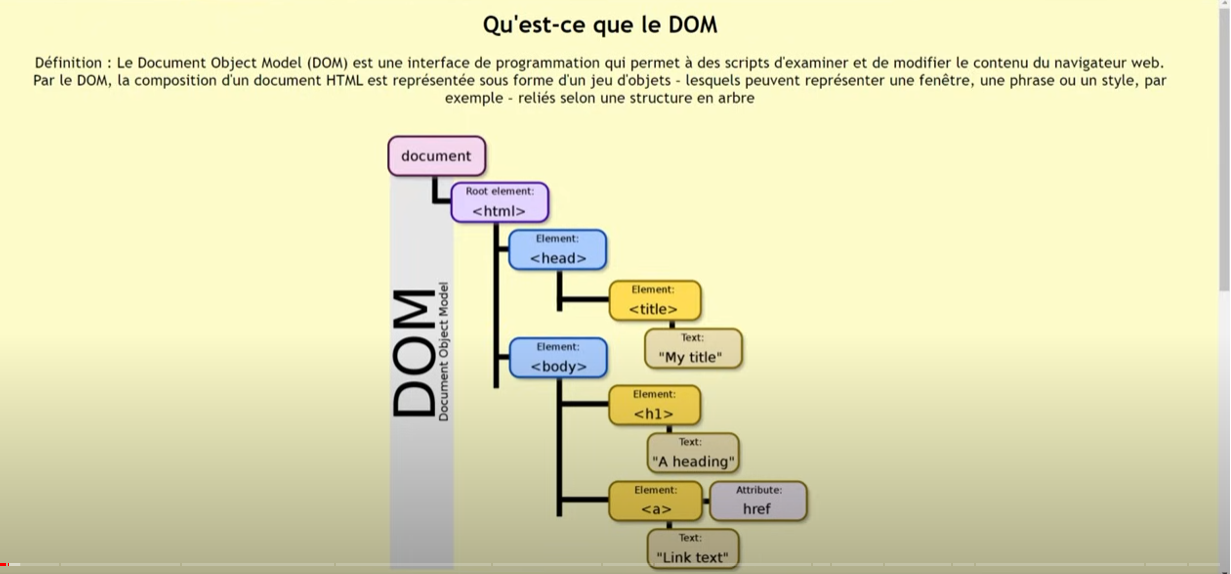 Qu'est-ce que le DOM
Définition : Le Document Object Model (DOM) est une interface de programmation qui permet à des scripts d'examiner et de modifier le contenu du navigateur web.
Par le DOM, la composition d'un document HTML est représentée sous forme d'un jeu d'objets - lesquels peuvent représenter une fenêtre, une phrase ou un style, par
exemple - reliés selon une structure en arbre
document
Root element:
<html>
Element:
<head>
Element:
<title>
Text:
"My title"
Element:
<body>
Element:
<h1>
Text:
"A heading"
Element:
<a>
Attribute:
href
Text:
"Link text"
DOM
Document Object Model